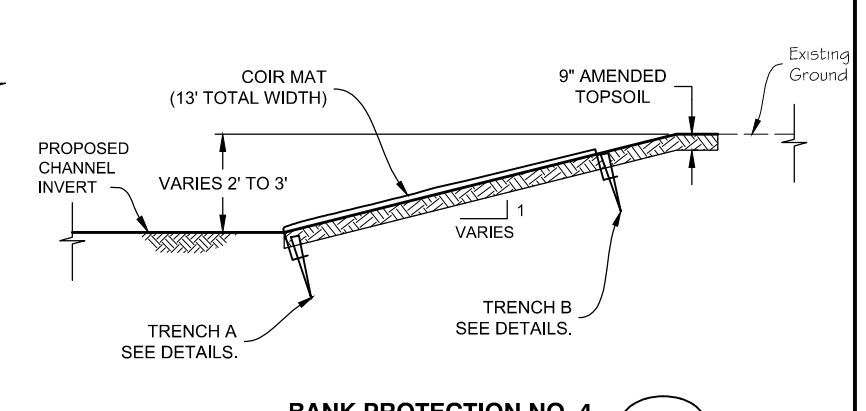 COIR MAT
(13' TOTAL WIDTH)
9" AMENDED
TOPSOIL
Existing
Ground
PROPOSED
CHANNEL
INVERT
VARIES 2' TO 3'
1
VARIES
TRENCH A
SEE DETAILS.
TRENCH B
SEE DETAILS.
BANK PROTECTION NO. 4